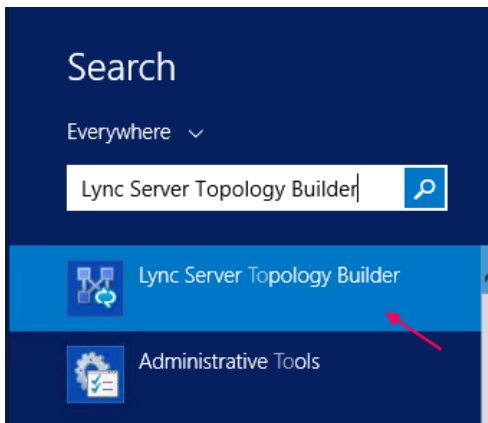 Search
Everywhere
Lync Server Topology Builder
Lync Server Topology Builder
Administrative Tools